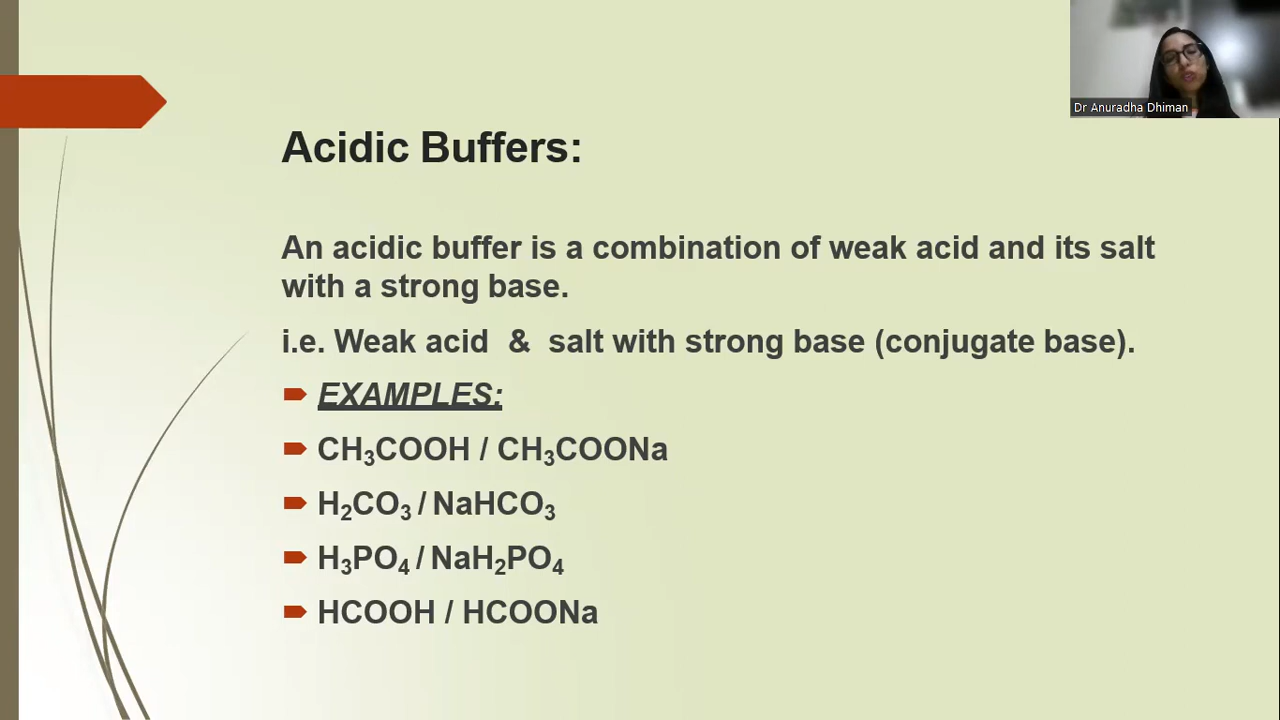 Dr Anuradha Dhiman
Acidic Buffers:
An acidic buffer is a combination of weak acid and its salt
with a strong base.
i.e. Weak acid & salt with strong base (conjugate base).
EXAMPLES:
CH₃COOH / CH₃COONa
H₂CO₃ / NaHCO₃
H₃PO₄ / NaH₂PO₄
HCOOH / HCOONa